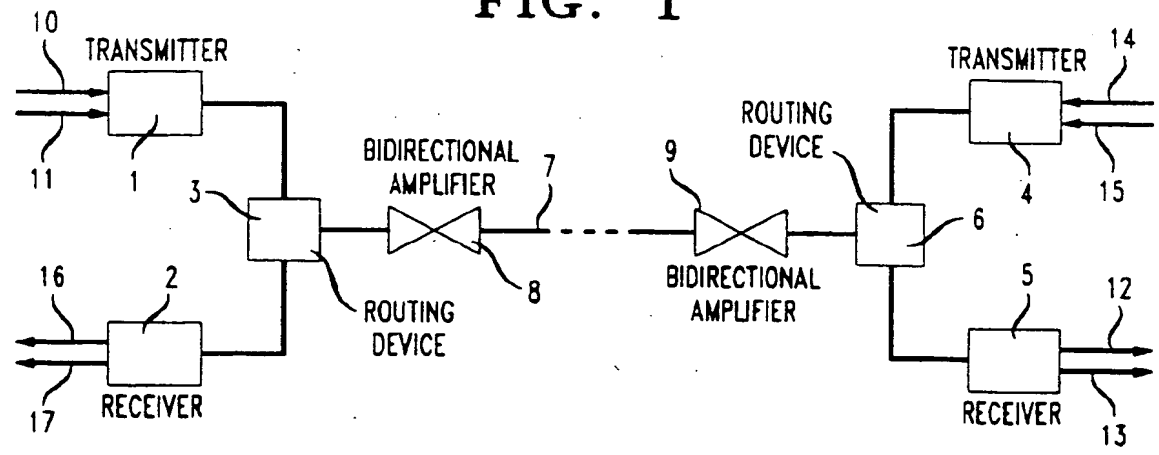 FIG. 1
10
TRANSMITTER
11
1
3
BIDIRECTIONAL
AMPLIFIER
7
8
ROUTING
DEVICE
16
2
17
RECEIVER
9
BIDIRECTIONAL
AMPLIFIER
ROUTING
DEVICE
6
TRANSMITTER
14
4
15
5
12
RECEIVER
13